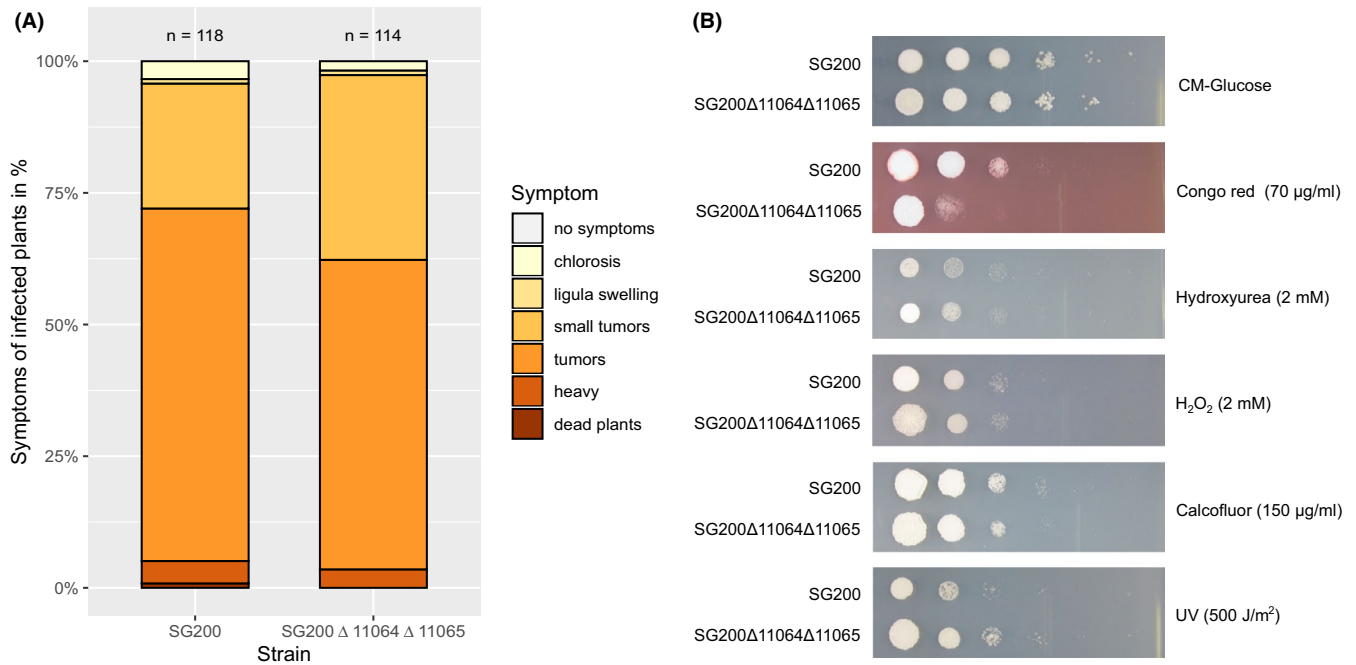 (A)
n = 118
n = 114
100%
75%
50%
25%
0%
Symptoms of infected plants in %
SG200
SG200 Δ 11064 Δ 11065
Strain
Symptom
no symptoms
chlorosis
ligula swelling
small tumors
tumors
heavy
dead plants
(B)
SG200
SG200Δ11064Δ11065
CM-Glucose
SG200
SG200Δ11064Δ11065
Congo red (70 µg/ml)
SG200
SG200Δ11064Δ11065
Hydroxyurea (2 mM)
SG200
SG200Δ11064Δ11065
H₂O₂ (2 mM)
SG200
SG200Δ11064Δ11065
Calcofluor (150 µg/ml)
SG200
SG200Δ11064Δ11065
UV (500 J/m²)